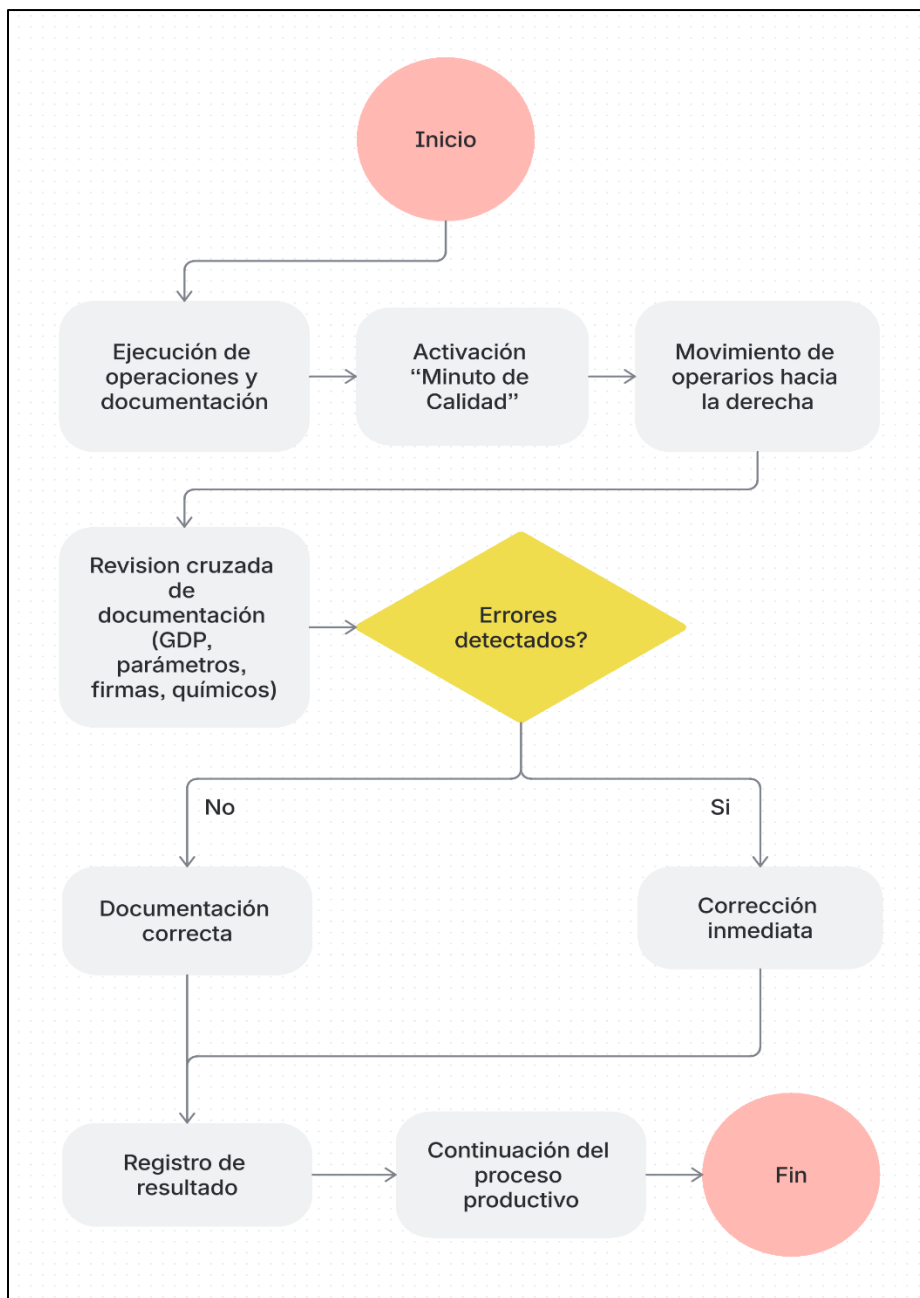 Inicio
Ejecución de
operaciones y
documentación
Activación
“Minuto de
Calidad”
Movimiento de
operarios hacia
la derecha
Revision cruzada
de
documentación
(GDP,
parámetros,
firmas, químicos)
Errores
detectados?
No
Si
Documentación
correcta
Corrección
inmediata
Registro de
resultado
Continuación del
proceso
productivo
Fin